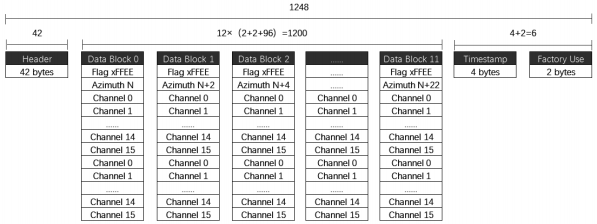 1248
42
12× (2+2+96) =1200
4+2=6
Header Data Block 0 Data Block 1 Data Block 2 ...... Data Block 11 Timestamp Factory Use
42 bytes Flag xFFEE Flag xFFEE Flag xFFEE ...... Flag xFFEE 4 bytes 2 bytes
Azimuth N Azimuth N+2 Azimuth N+4 ...... Azimuth N+22
Channel 0 Channel 0 Channel 0 Channel 0 Channel 0
Channel 1 Channel 1 Channel 1 Channel 1 Channel 1
...... ...... ...... ...... ......
Channel 14 Channel 14 Channel 14 Channel 14 Channel 14
Channel 15 Channel 15 Channel 15 Channel 15 Channel 15
Channel 0 Channel 0 Channel 0 Channel 0 Channel 0
Channel 1 Channel 1 Channel 1 Channel 1 Channel 1
...... ...... ...... ...... ......
Channel 14 Channel 14 Channel 14 Channel 14 Channel 14
Channel 15 Channel 15 Channel 15 Channel 15 Channel 15